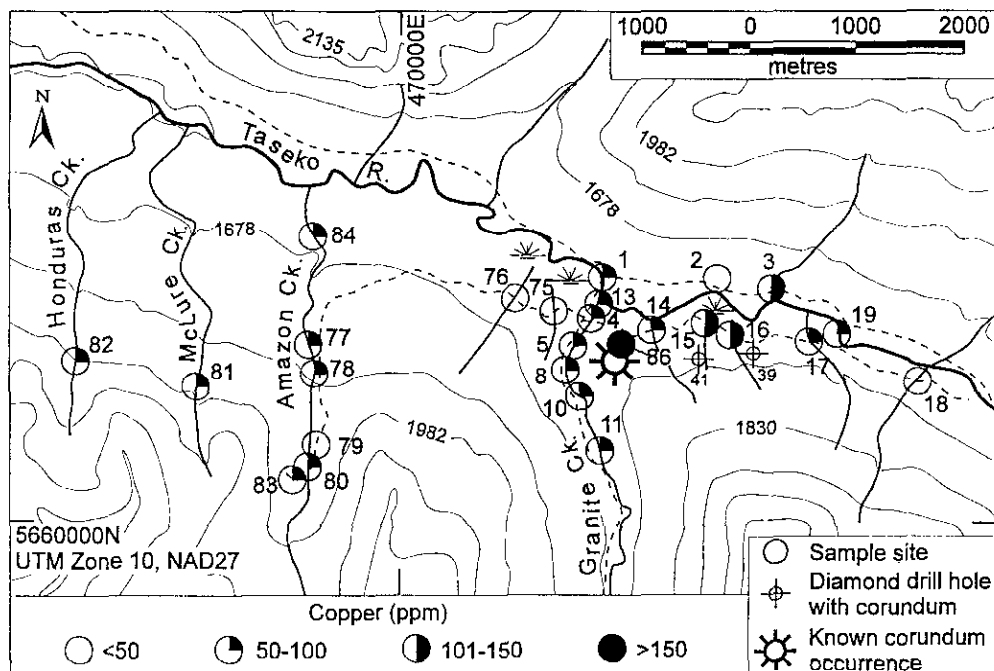 2135
470000E
1000 0 1000 2000
metres
N
Taseko R.
1982
1678
Honduras Ck.
McLure Ck.
1678
Amazon Ck.
84
76
75
1
2
3
13
4
14
15
16
17
19
5
86
77
78
82
81
8
41
39
18
10
11
79
80
83
1982
1830
Granite Ck.
5660000N
UTM Zone 10, NAD27
Copper (ppm)
<50 50-100 101-150 >150
Sample site
Diamond drill hole
with corundum
Known corundum
occurrence